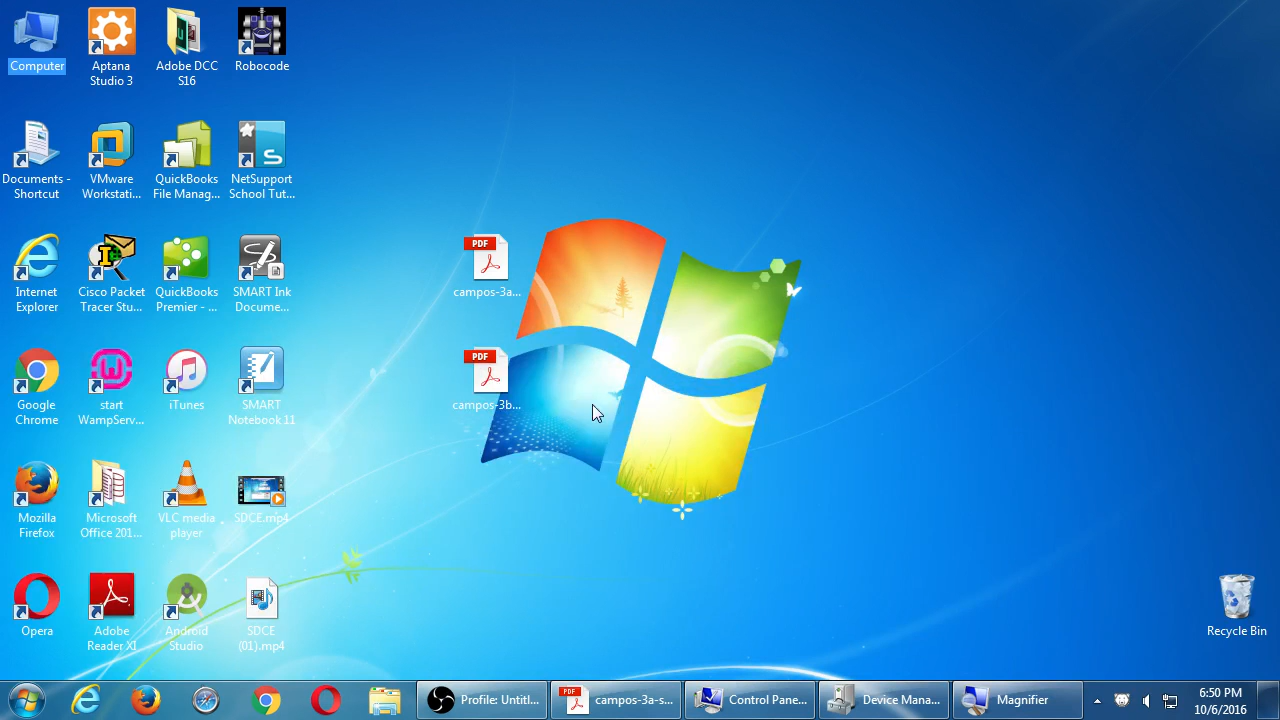 Computer
Aptana
Studio 3
Adobe DCC
S16
Robocode
Documents -
Shortcut
VMware
Workstati...
QuickBooks
File Manag...
NetSupport
School Tut...
Internet
Explorer
Cisco Packet
Tracer Stu...
QuickBooks
Premier - ...
SMART Ink
Docume...
PDF
campos-3a...
Google
Chrome
start
WampServ...
iTunes
SMART
Notebook 11
PDF
campos-3b...
Mozilla
Firefox
Microsoft
Office 201...
VLC media
player
SDCE.mp4
Opera
Adobe
Reader XI
Android
Studio
SDCE
(01).mp4
Recycle Bin
Profile: Untitl...
PDF
campos-3a-s...
Control Pane...
Device Mana...
Magnifier
6:50 PM
10/6/2016